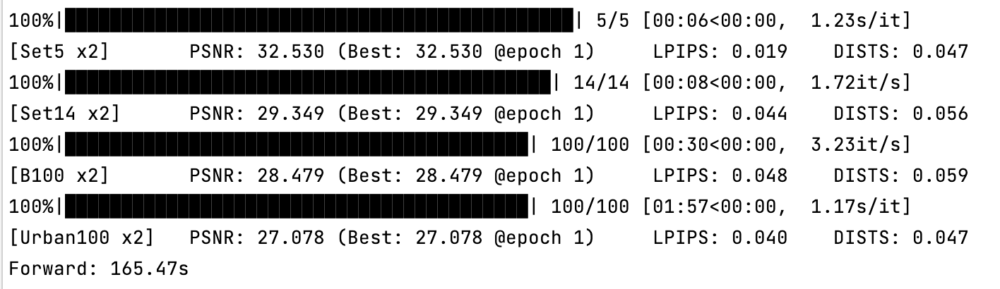 100%|██████████████████████████████████████████████| 5/5 [00:06<00:00,  1.23s/it]
[Set5 x2]       PSNR: 32.530 (Best: 32.530 @epoch 1)     LPIPS: 0.019    DISTS: 0.047
100%|████████████████████████████████████████████| 14/14 [00:08<00:00,  1.72it/s]
[Set14 x2]      PSNR: 29.349 (Best: 29.349 @epoch 1)     LPIPS: 0.044    DISTS: 0.056
100%|██████████████████████████████████████████| 100/100 [00:30<00:00,  3.23it/s]
[B100 x2]       PSNR: 28.479 (Best: 28.479 @epoch 1)     LPIPS: 0.048    DISTS: 0.059
100%|██████████████████████████████████████████| 100/100 [01:57<00:00,  1.17s/it]
[Urban100 x2]   PSNR: 27.078 (Best: 27.078 @epoch 1)     LPIPS: 0.040    DISTS: 0.047
Forward: 165.47s